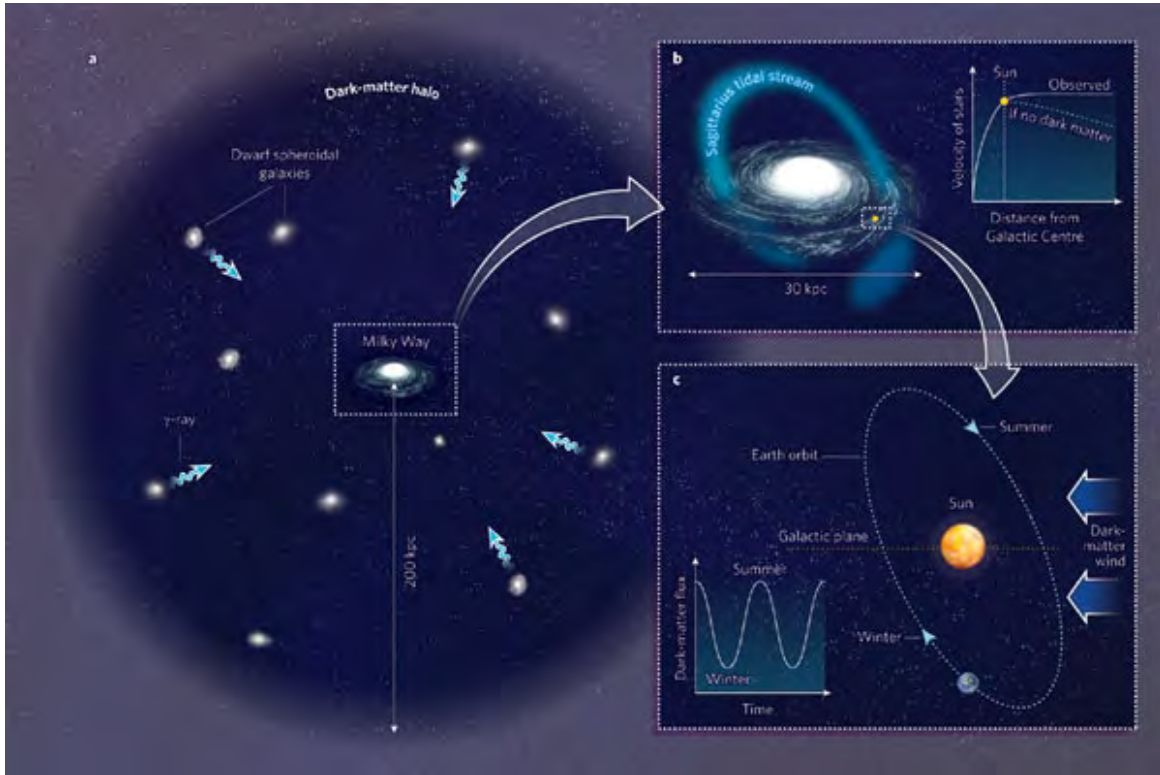 a
Dark-matter halo
Dwarf spheroidal
galaxies
Milky Way
γ-ray
200 kpc
b
Sagittarius tidal stream
30 kpc
Sun
Observed
If no dark matter
Velocity of stars
Distance from
Galactic Centre
c
Summer
Earth orbit
Sun
Galactic plane
Dark-
matter
wind
Winter
Summer
Dark-matter flux
Winter
Time